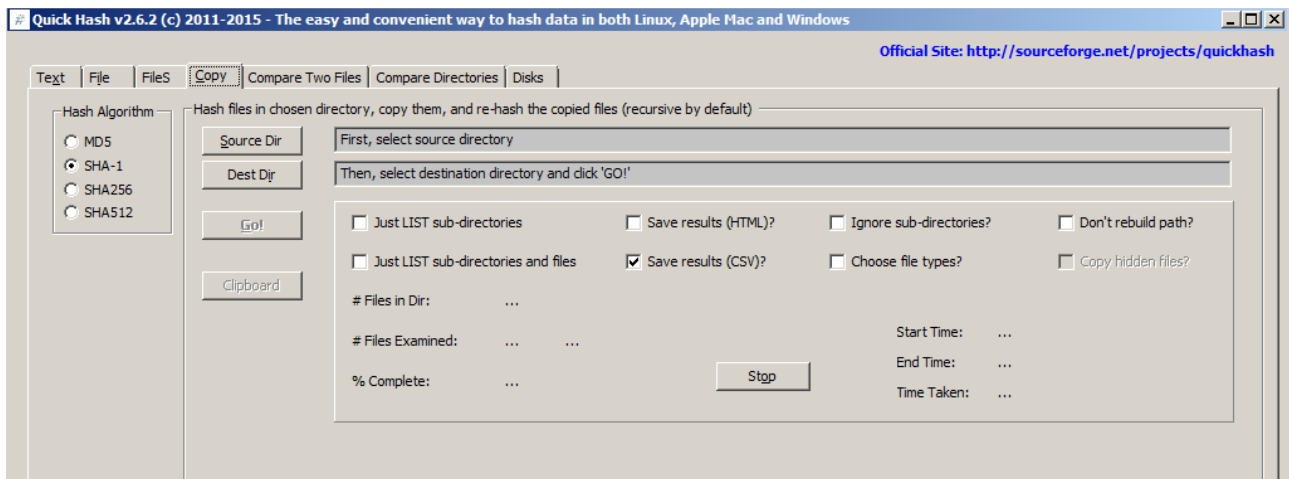 # Quick Hash v2.6.2 (c) 2011-2015 - The easy and convenient way to hash data in both Linux, Apple Mac and Windows
Official Site: http://sourceforge.net/projects/quickhash
Text File FileS Copy Compare Two Files Compare Directories Disks
Hash Algorithm
MD5
SHA-1
SHA256
SHA512
Hash files in chosen directory, copy them, and re-hash the copied files (recursive by default)
Source Dir First, select source directory
Dest Dir Then, select destination directory and click 'GO!'
Go!
Clipboard
Just LIST sub-directories Save results (HTML)? Ignore sub-directories? Don't rebuild path?
Just LIST sub-directories and files Save results (CSV)? Choose file types? Copy hidden files?
# Files in Dir: ...
# Files Examined: ... ...
% Complete: ...
Stop
Start Time: ...
End Time: ...
Time Taken: ...